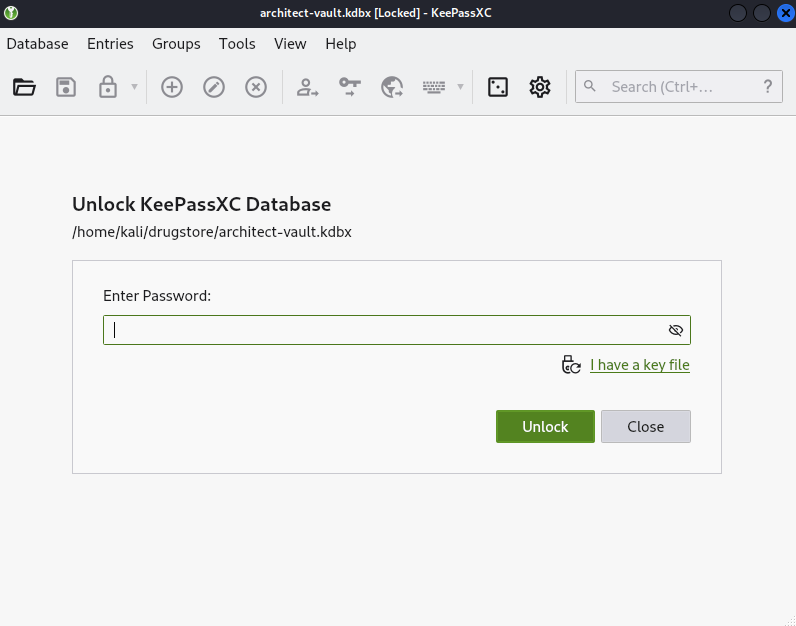 architect-vault.kdbx [Locked] - KeePassXC
Database Entries Groups Tools View Help
Search (Ctrl+... ?
Unlock KeePassXC Database
/home/kali/drugstore/architect-vault.kdbx
Enter Password:
I have a key file
Unlock Close